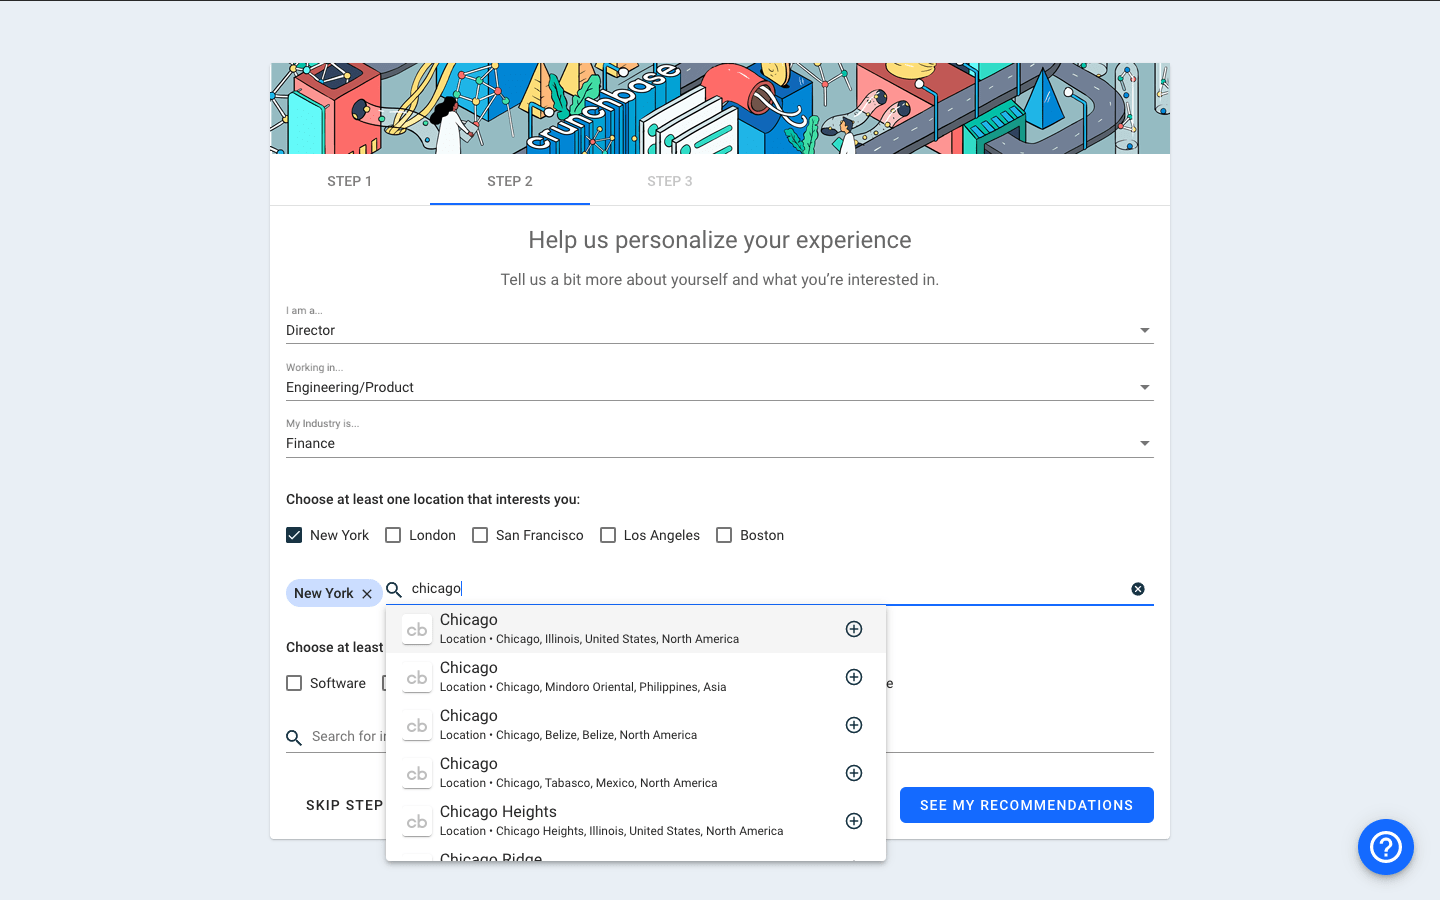 crunchbase
STEP 1
STEP 2
STEP 3
Help us personalize your experience
Tell us a bit more about yourself and what you're interested in.
I am a...
Director
Working in...
Engineering/Product
My Industry is...
Finance
Choose at least one location that interests you:
New York
London
San Francisco
Los Angeles
Boston
New York
chicago
cb
Chicago
Location • Chicago, Illinois, United States, North America
cb
Chicago
Location • Chicago, Mindoro Oriental, Philippines, Asia
cb
Chicago
Location • Chicago, Belize, Belize, North America
cb
Chicago
Location • Chicago, Tabasco, Mexico, North America
cb
Chicago Heights
Location • Chicago Heights, Illinois, United States, North America
Chicago Ridge
Choose at least
Software
Search for
SKIP STEP
SEE MY RECOMMENDATIONS